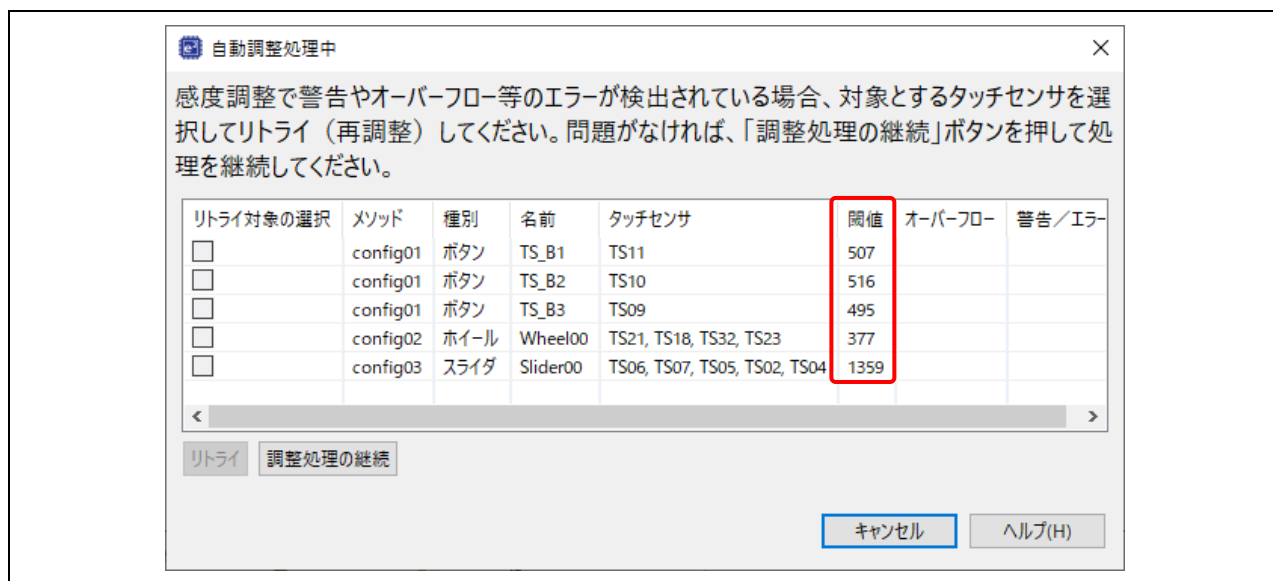 自動調整処理中
感度調整で警告やオーバーフロー等のエラーが検出されている場合、対象とするタッチセンサを選
択してリトライ（再調整）してください。問題がなければ、「調整処理の継続」ボタンを押して処
理を継続してください。
リトライ対象の選択 メソッド 種別 名前 タッチセンサ 閾値 オーバーフロー 警告／エラー
config01 ボタン TS_B1 TS11 507
config01 ボタン TS_B2 TS10 516
config01 ボタン TS_B3 TS09 495
config02 ホイール Wheel00 TS21, TS18, TS32, TS23 377
config03 スライダ Slider00 TS06, TS07, TS05, TS02, TS04 1359
リトライ 調整処理の継続
キャンセル ヘルプ(H)